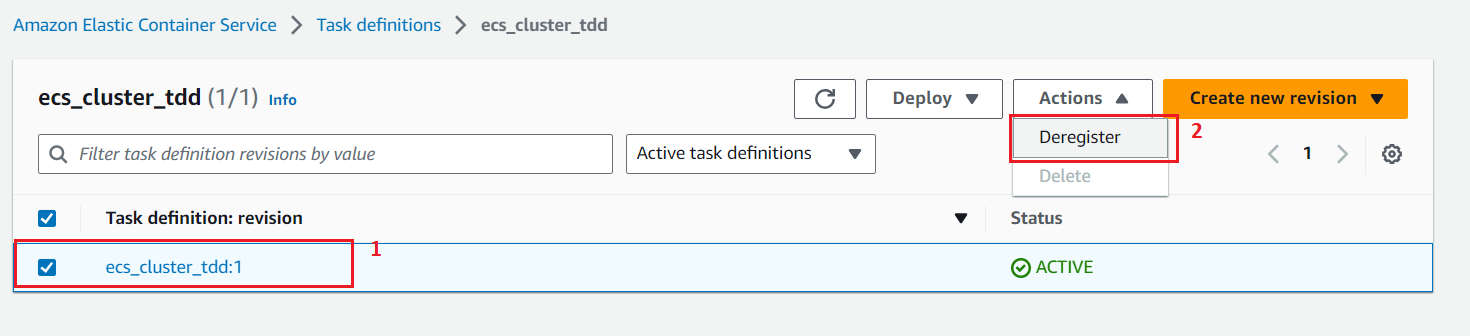 Amazon Elastic Container Service > Task definitions > ecs_cluster_tdd
ecs_cluster_tdd (1/1) Info
Deploy
Actions
Create new revision
Deregister
2
Delete
Filter task definition revisions by value
Active task definitions
1
Task definition: revision
Status
ecs_cluster_tdd:1
1
ACTIVE